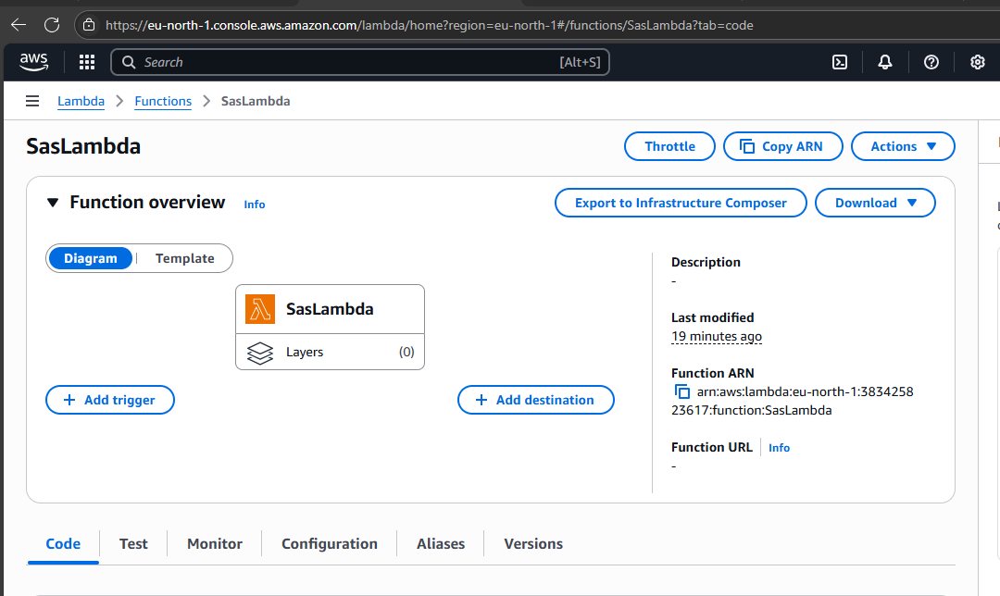 https://eu-north-1.console.aws.amazon.com/lambda/home?region=eu-north-1#/functions/SasLambda?tab=code
aws Search [Alt+S]
Lambda > Functions > SasLambda
SasLambda
Throttle Copy ARN Actions
Function overview Info
Export to Infrastructure Composer Download
Diagram Template
SasLambda
Layers (0)
+ Add trigger
+ Add destination
Description
-
Last modified
19 minutes ago
Function ARN
arn:aws:lambda:eu-north-1:3834258
23617:function:SasLambda
Function URL Info
-
Code Test Monitor Configuration Aliases Versions